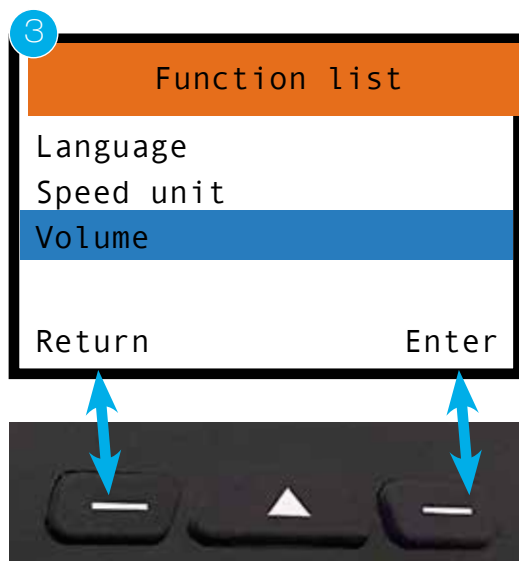 3
Function list
Language
Speed unit
Volume
Return Enter